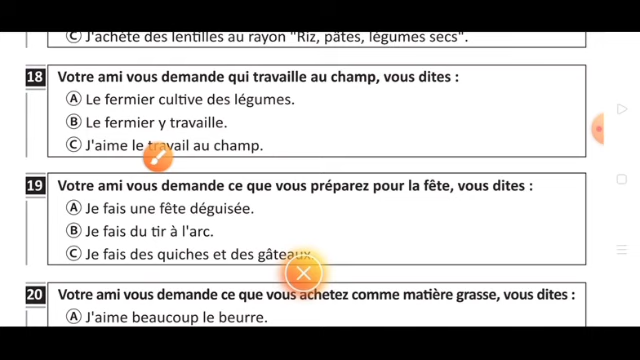 Ⓒ J'achète des lentilles au rayon "Riz, pâtes, légumes secs".
18 Votre ami vous demande qui travaille au champ, vous dites :
Ⓐ Le fermier cultive des légumes.
Ⓑ Le fermier y travaille.
Ⓒ J'aime le travail au champ.
19 Votre ami vous demande ce que vous préparez pour la fête, vous dites :
Ⓐ Je fais une fête déguisée.
Ⓑ Je fais du tir à l'arc.
Ⓒ Je fais des quiches et des gâteaux.
20 Votre ami vous demande ce que vous achetez comme matière grasse, vous dites :
Ⓐ J'aime beaucoup le beurre.